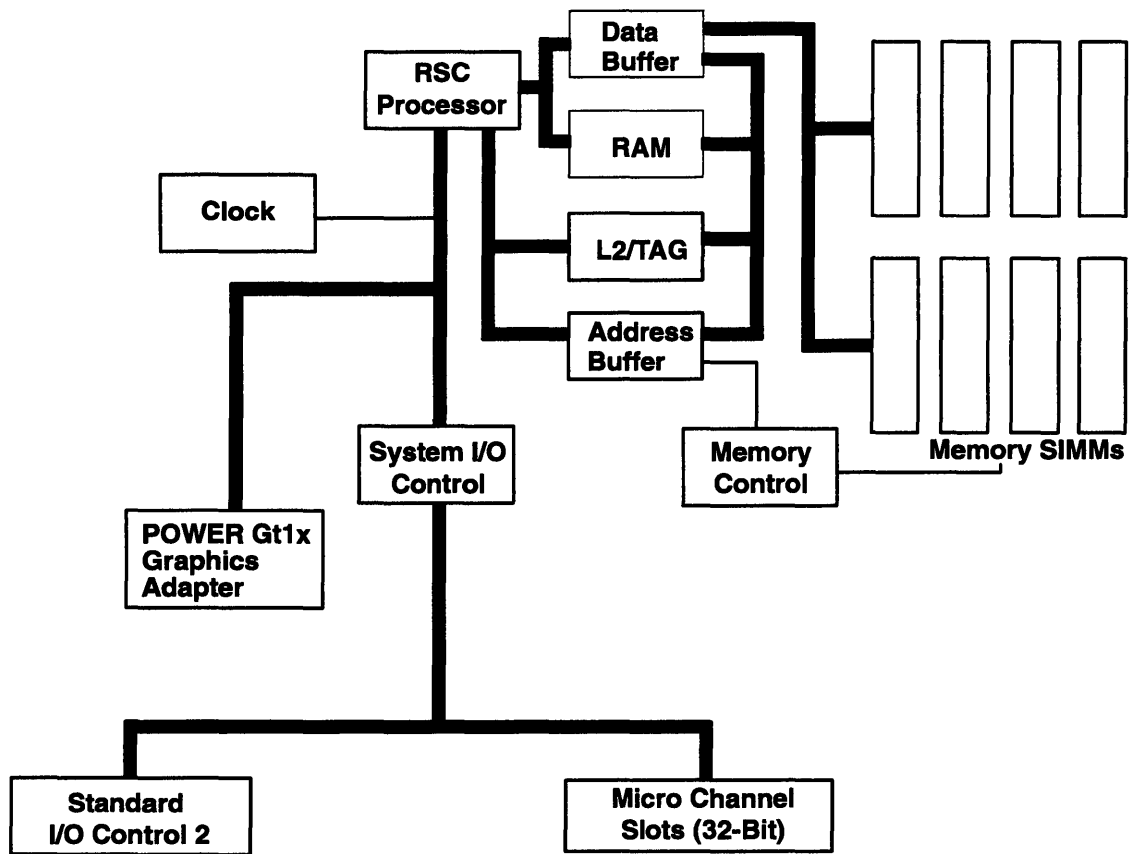 Data
Buffer
RSC
Processor
RAM
Clock
L2/TAG
Address
Buffer
System I/O
Control
Memory
Control
Memory SIMMs
POWER Gt1x
Graphics
Adapter
Standard
I/O Control 2
Micro Channel
Slots (32-Bit)